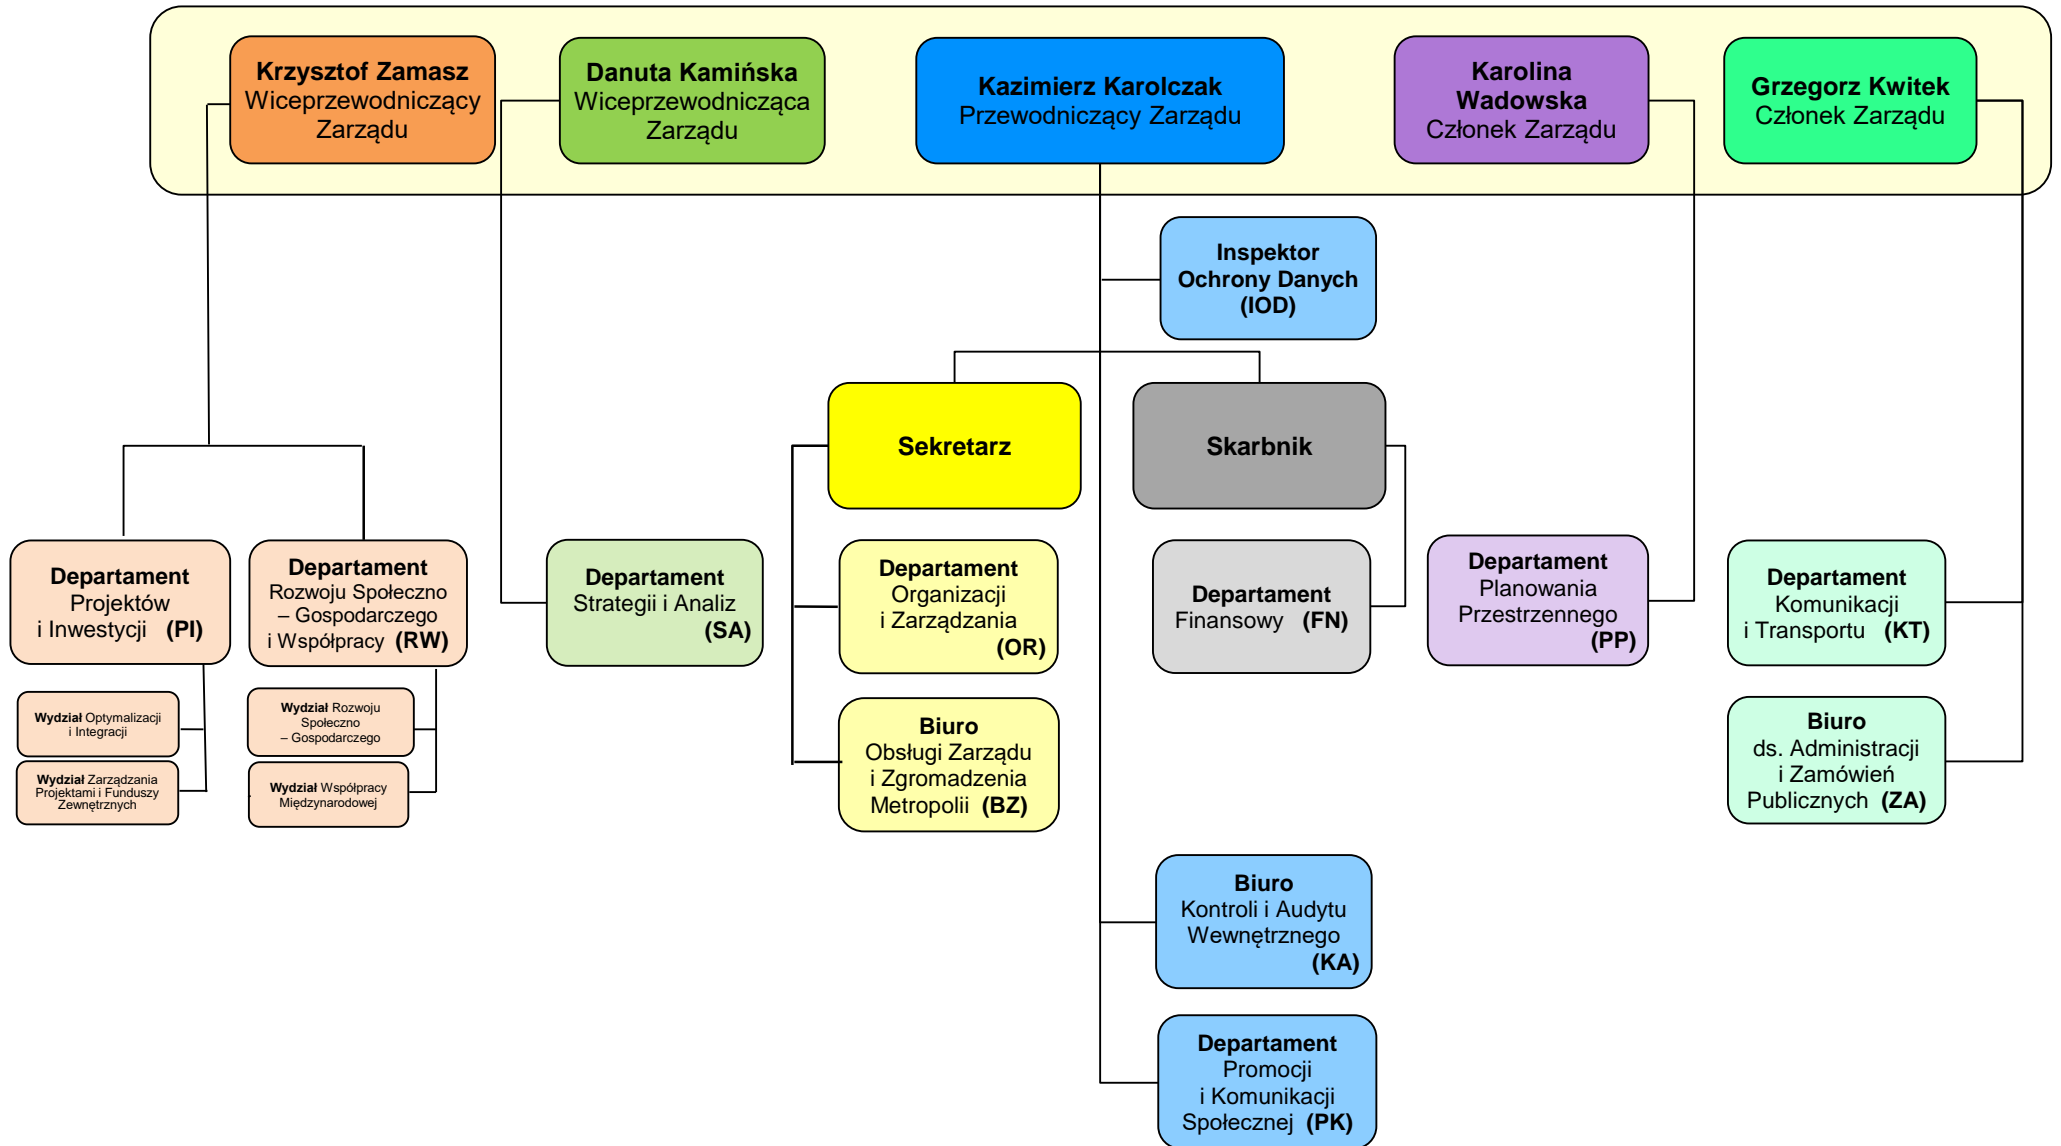 Krzysztof Zamasz
Wiceprzewodniczący
Zarządu
Danuta Kamińska
Wiceprzewodnicząca
Zarządu
Kazimierz Karolczak
Przewodniczący Zarządu
Karolina
Wadowska
Członek Zarządu
Grzegorz Kwitek
Członek Zarządu
Inspektor
Ochrony Danych
(IOD)
Sekretarz
Skarbnik
Departament
Projektów
i Inwestycji (PI)
Departament
Rozwoju Społeczno
– Gospodarczego
i Współpracy (RW)
Departament
Strategii i Analiz
(SA)
Departament
Organizacji
i Zarządzania
(OR)
Departament
Finansowy (FN)
Departament
Planowania
Przestrzennego
(PP)
Departament
Komunikacji
i Transportu (KT)
Wydział Optymalizacji
i Integracji
Wydział Zarządzania
Projektami i Funduszy
Zewnętrznych
Wydział Rozwoju
Społeczno
– Gospodarczego
Wydział Współpracy
Międzynarodowej
Biuro
Obsługi Zarządu
i Zgromadzenia
Metropolii (BZ)
Biuro
ds. Administracji
i Zamówień
Publicznych (ZA)
Biuro
Kontroli i Audytu
Wewnętrznego
(KA)
Departament
Promocji
i Komunikacji
Społecznej (PK)